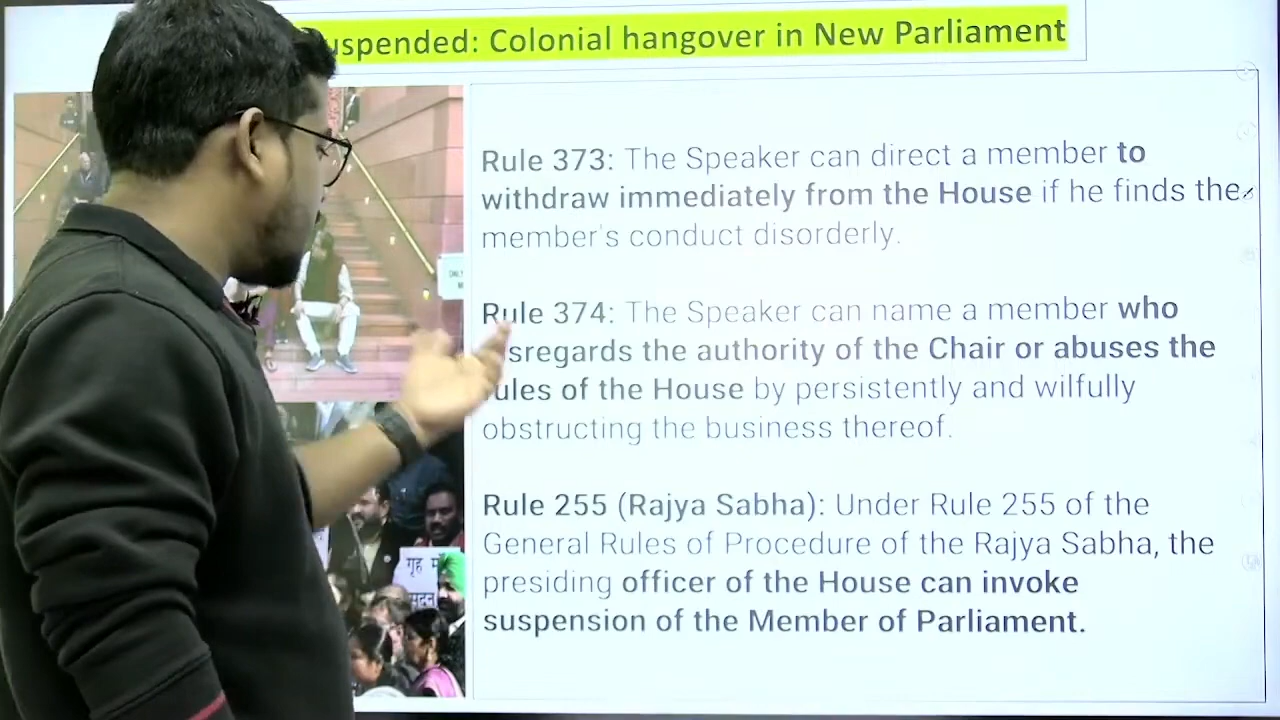 uspended: Colonial hangover in New Parliament
Rule 373: The Speaker can direct a member to
withdraw immediately from the House if he finds the
member's conduct disorderly.
Rule 374: The Speaker can name a member who
sregards the authority of the Chair or abuses the
ules of the House by persistently and wilfully
obstructing the business thereof.
Rule 255 (Rajya Sabha): Under Rule 255 of the
General Rules of Procedure of the Rajya Sabha, the
presiding officer of the House can invoke
suspension of the Member of Parliament.
गृह
सदन